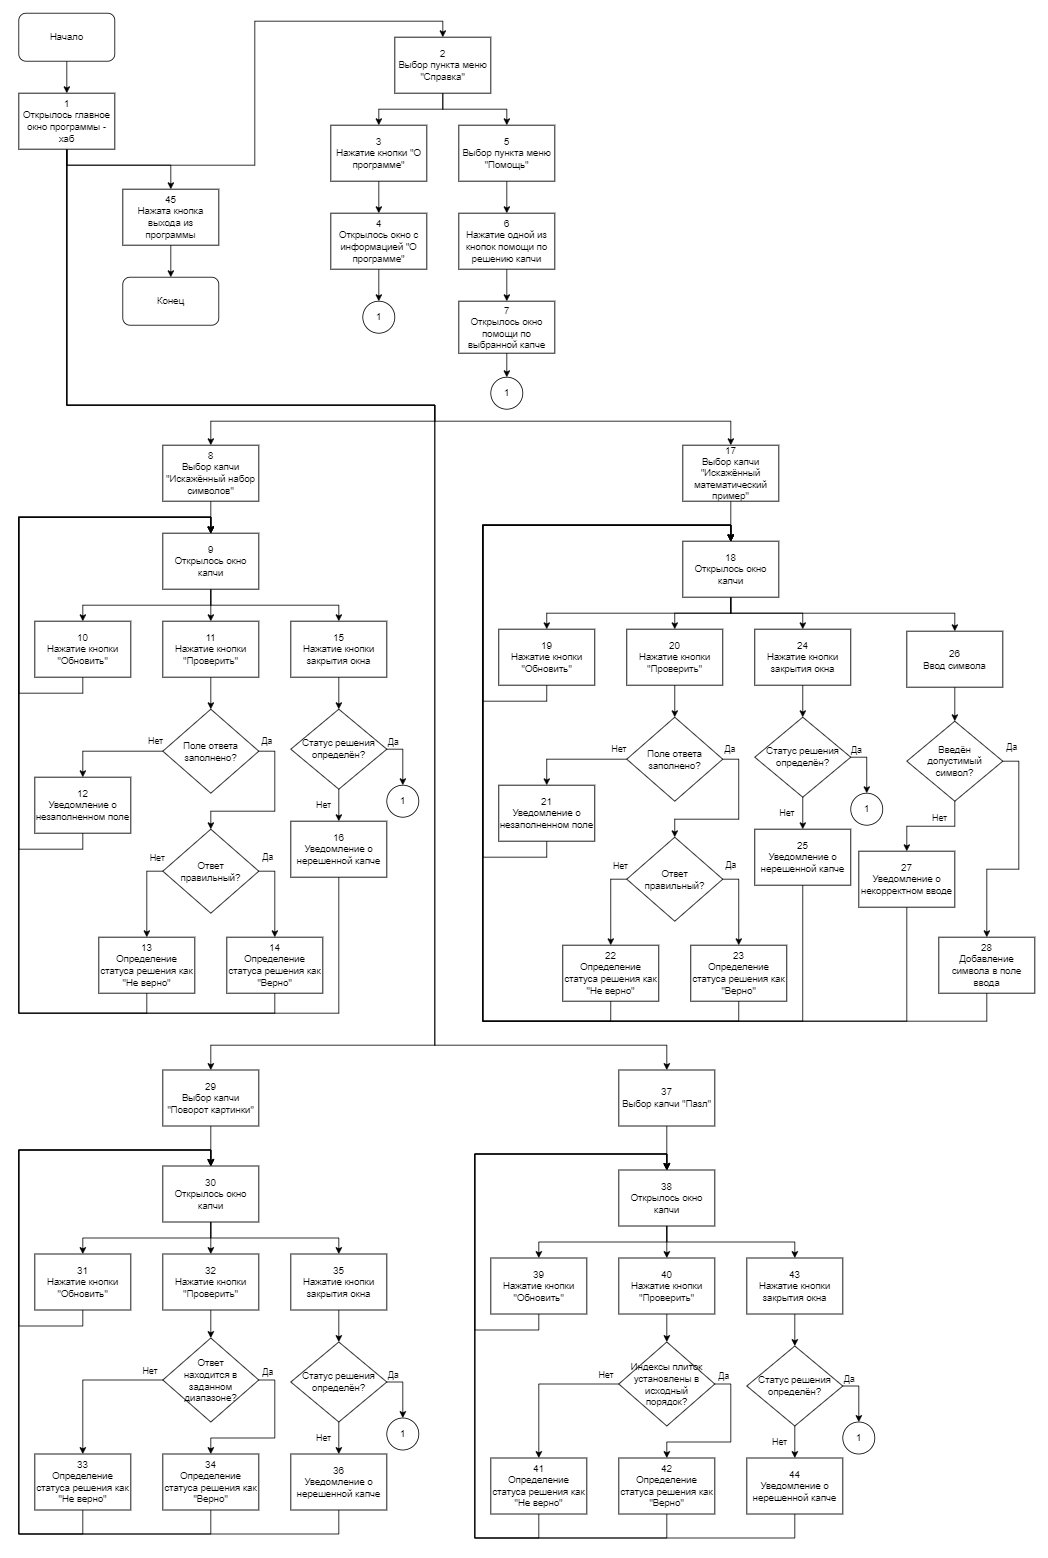 Начало
1
Открылось главное
окно программы -
хаб
45
Нажата кнопка
выхода из
программы
Конец
2
Выбор пункта меню
"Справка"
3
Нажатие кнопки "О
программе"
5
Выбор пункта меню
"Помощь"
4
Открылось окно с
информацией "О
программе"
6
Нажатие одной из
кнопок помощи по
решению капчи
1
7
Открылось окно
помощи по
выбранной капче
1
8
Выбор капчи
"Искажённый набор
символов"
9
Открылось окно
капчи
10
Нажатие кнопки
"Обновить"
11
Нажатие кнопки
"Проверить"
15
Нажатие кнопки
закрытия окна
Нет
Поле ответа
заполнено?
Да
Статус решения
определён?
Да
1
Нет
12
Уведомление о
незаполненном поле
16
Уведомление о
нерешенной капче
Нет
Ответ
правильный?
Да
13
Определение
статуса решения как
"Не верно"
14
Определение
статуса решения как
"Верно"
17
Выбор капчи
"Искажённый
математический
пример"
18
Открылось окно
капчи
19
Нажатие кнопки
"Обновить"
20
Нажатие кнопки
"Проверить"
24
Нажатие кнопки
закрытия окна
26
Ввод символа
Нет
Поле ответа
заполнено?
Да
Статус решения
определён?
Да
1
Нет
Введён
допустимый
символ?
Да
Нет
21
Уведомление о
незаполненном поле
25
Уведомление о
нерешенной капче
27
Уведомление о
некорректном вводе
Нет
Ответ
правильный?
Да
22
Определение
статуса решения как
"Не верно"
23
Определение
статуса решения как
"Верно"
28
Добавление
символа в поле
ввода
29
Выбор капчи
"Поворот картинки"
30
Открылось окно
капчи
31
Нажатие кнопки
"Обновить"
32
Нажатие кнопки
"Проверить"
35
Нажатие кнопки
закрытия окна
Нет
Ответ
находится в
заданном
диапазоне?
Да
Статус решения
определён?
Да
1
Нет
33
Определение
статуса решения как
"Не верно"
34
Определение
статуса решения как
"Верно"
36
Уведомление о
нерешенной капче
37
Выбор капчи "Пазл"
38
Открылось окно
капчи
39
Нажатие кнопки
"Обновить"
40
Нажатие кнопки
"Проверить"
43
Нажатие кнопки
закрытия окна
Нет
Индексы плиток
установлены в
исходный
порядок?
Да
Статус решения
определён?
Да
1
Нет
41
Определение
статуса решения как
"Не верно"
42
Определение
статуса решения как
"Верно"
44
Уведомление о
нерешенной капче